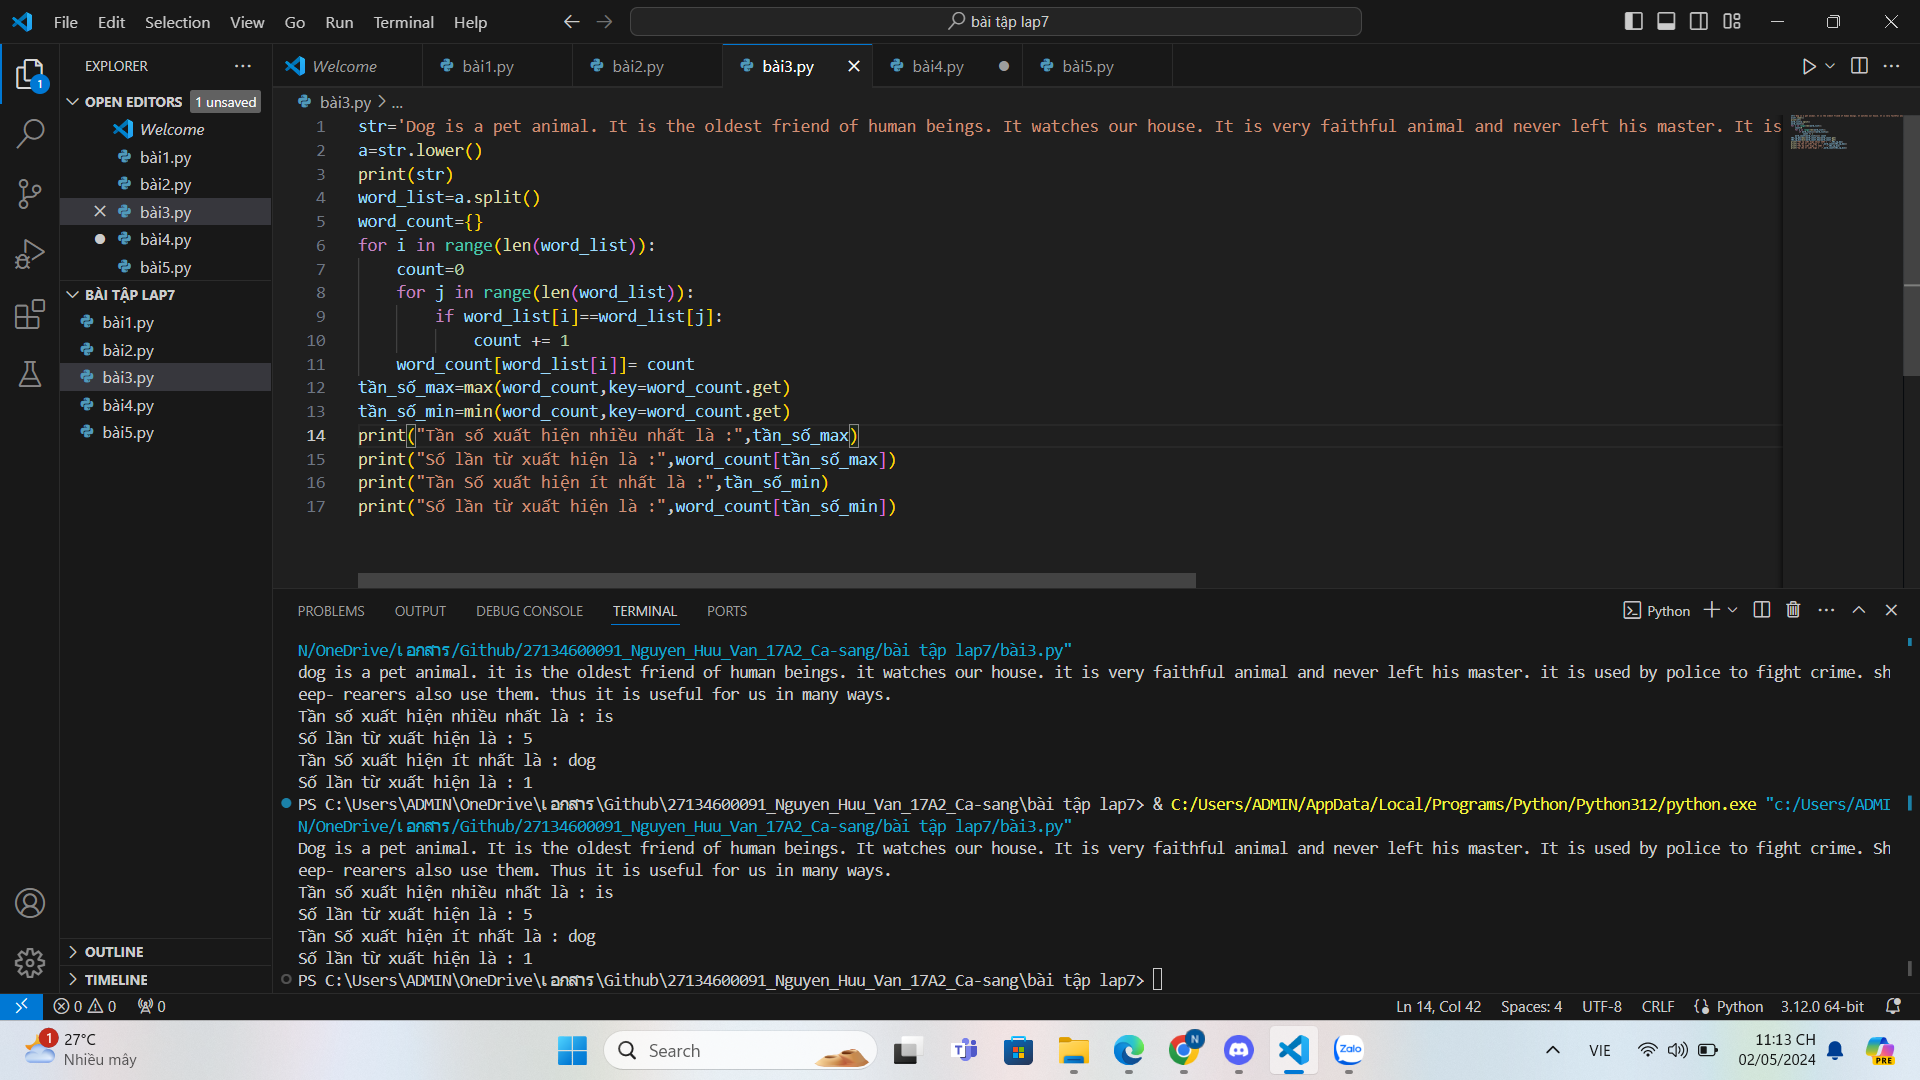 File Edit Selection View Go Run Terminal Help
bài tập lap7
EXPLORER
OPEN EDITORS 1 unsaved
Welcome
bài1.py
bài2.py
bài3.py
bài4.py
bài5.py
BÀI TẬP LAP7
bài1.py
bài2.py
bài3.py
bài4.py
bài5.py
OUTLINE
TIMELINE
Welcome bài1.py bài2.py bài3.py bài4.py bài5.py
bài3.py > ...
1 str='Dog is a pet animal. It is the oldest friend of human beings. It watches our house. It is very faithful animal and never left his master. It is
2 a=str.lower()
3 print(str)
4 word_list=a.split()
5 word_count={}
6 for i in range(len(word_list)):
7 count=0
8 for j in range(len(word_list)):
9 if word_list[i]==word_list[j]:
10 count += 1
11 word_count[word_list[i]]= count
12 tần_số_max=max(word_count,key=word_count.get)
13 tần_số_min=min(word_count,key=word_count.get)
14 print("Tần số xuất hiện nhiều nhất là :",tần_số_max)
15 print("Số lần từ xuất hiện là :",word_count[tần_số_max])
16 print("Tần Số xuất hiện ít nhất là :",tần_số_min)
17 print("Số lần từ xuất hiện là :",word_count[tần_số_min])
PROBLEMS OUTPUT DEBUG CONSOLE TERMINAL PORTS
Python
N/OneDrive/เอกสาร/Github/27134600091_Nguyen_Huu_Van_17A2_Ca-sang/bài tập lap7/bài3.py"
dog is a pet animal. it is the oldest friend of human beings. it watches our house. it is very faithful animal and never left his master. it is used by police to fight crime. sh
eep- rearers also use them. thus it is useful for us in many ways.
Tần số xuất hiện nhiều nhất là : is
Số lần từ xuất hiện là : 5
Tần Số xuất hiện ít nhất là : dog
Số lần từ xuất hiện là : 1
PS C:\Users\ADMIN\OneDrive\เอกสาร\Github\27134600091_Nguyen_Huu_Van_17A2_Ca-sang\bài tập lap7> & C:/Users/ADMIN/AppData/Local/Programs/Python/Python312/python.exe "c:/Users/ADMI
N/OneDrive/เอกสาร/Github/27134600091_Nguyen_Huu_Van_17A2_Ca-sang/bài tập lap7/bài3.py"
Dog is a pet animal. It is the oldest friend of human beings. It watches our house. It is very faithful animal and never left his master. It is used by police to fight crime. Sh
eep- rearers also use them. Thus it is useful for us in many ways.
Tần số xuất hiện nhiều nhất là : is
Số lần từ xuất hiện là : 5
Tần Số xuất hiện ít nhất là : dog
Số lần từ xuất hiện là : 1
PS C:\Users\ADMIN\OneDrive\เอกสาร\Github\27134600091_Nguyen_Huu_Van_17A2_Ca-sang\bài tập lap7>
0 0 0
Ln 14, Col 42 Spaces: 4 UTF-8 CRLF Python 3.12.0 64-bit
1
27°C
Nhiều mây
Search
N
Zalo
VIE
11:13 CH
02/05/2024
PRE